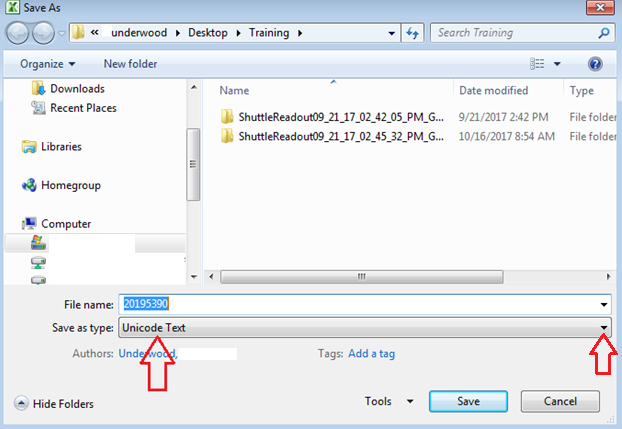 Save As
« underwood Desktop Training
Search Training
Organize
New folder
Downloads
Recent Places
Libraries
Homegroup
Computer
Name
Date modified
Type
ShuttleReadout09_21_17_02_42_05_PM_G...
9/21/2017 2:42 PM
File folder
ShuttleReadout09_21_17_02_45_32_PM_G...
10/16/2017 8:54 AM
File folder
File name: 20195390
Save as type: Unicode Text
Authors: Underwood,
Tags: Add a tag
Hide Folders
Tools
Save
Cancel